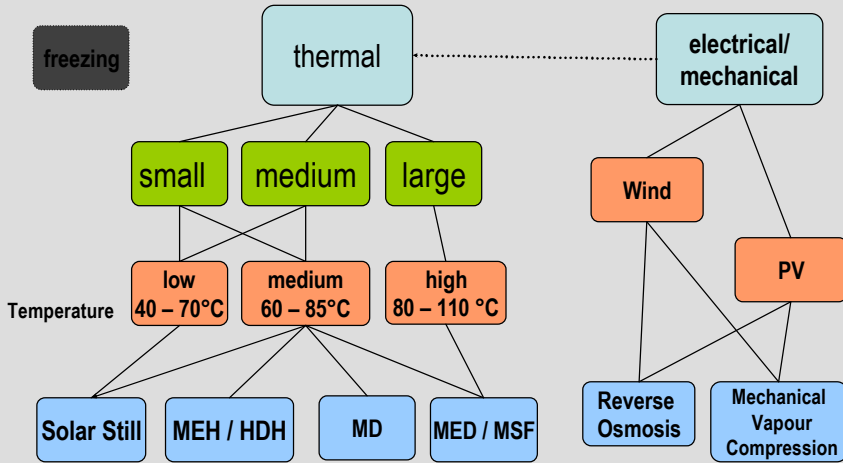 freezing
thermal
electrical/
mechanical
small
medium
large
Wind
PV
Temperature
low
40 – 70°C
medium
60 – 85°C
high
80 – 110 °C
Solar Still
MEH / HDH
MD
MED / MSF
Reverse
Osmosis
Mechanical
Vapour
Compression